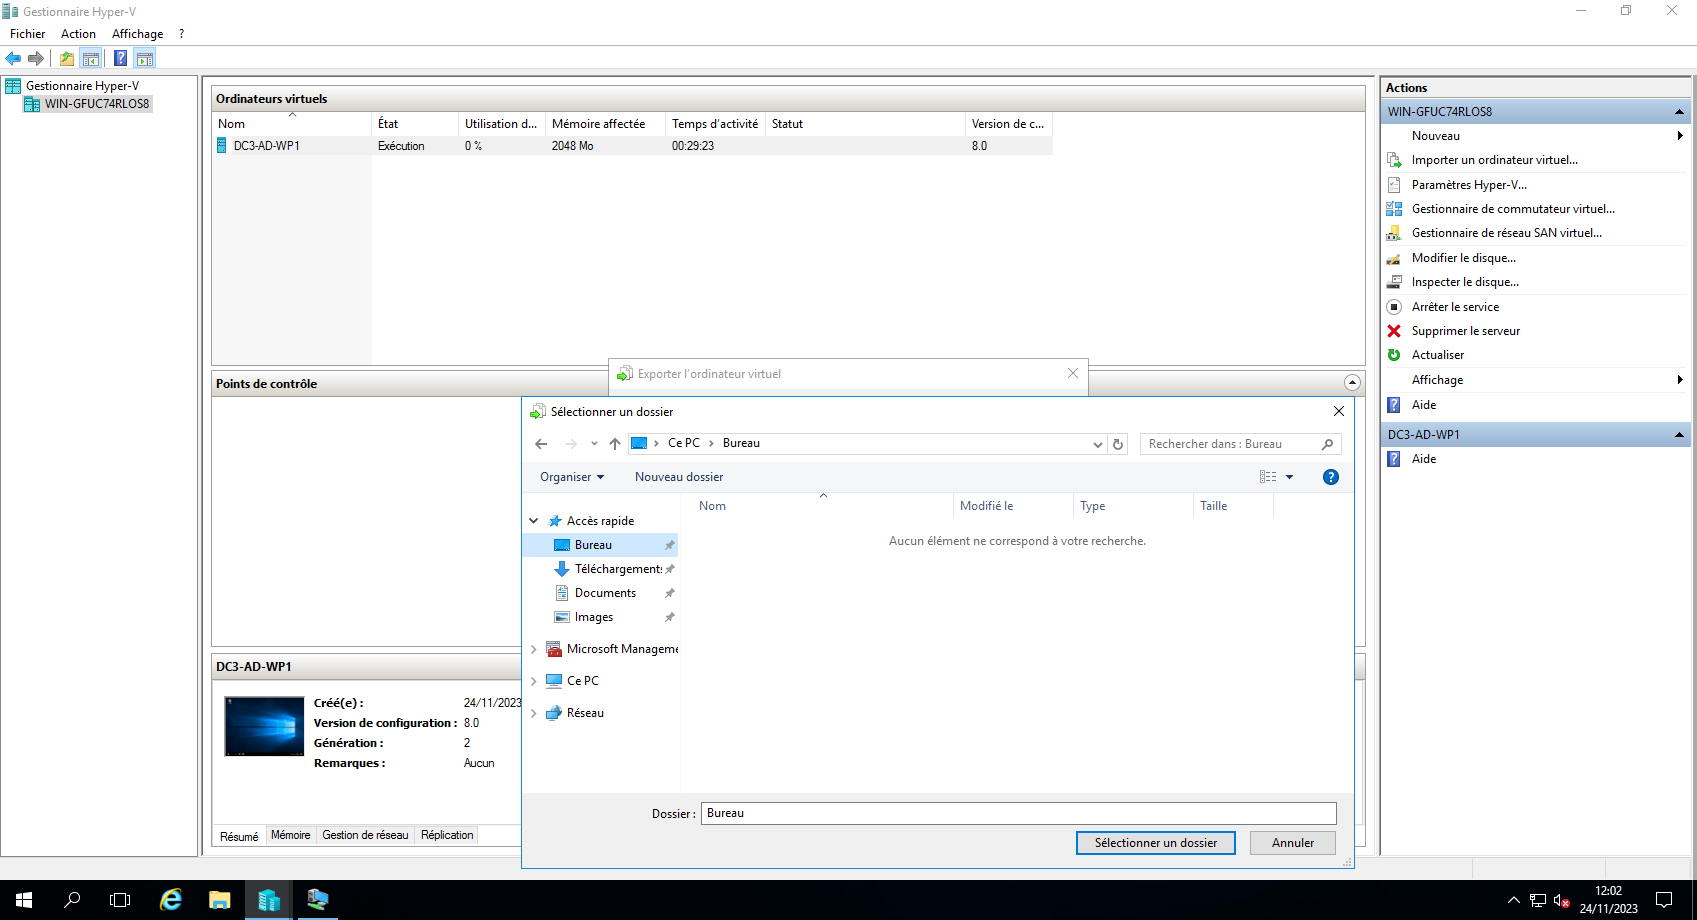 Gestionnaire Hyper-V
Fichier Action Affichage ?
Gestionnaire Hyper-V
WIN-GFUC74RLOS8
Ordinateurs virtuels
Nom État Utilisation d... Mémoire affectée Temps d'activité Statut Version de c...
DC3-AD-WP1 Exécution 0 % 2048 Mo 00:29:23 8.0
Points de contrôle
Exporter l'ordinateur virtuel
Sélectionner un dossier
Ce PC Bureau
Rechercher dans : Bureau
Organiser Nouveau dossier
Nom Modifié le Type Taille
Aucun élément ne correspond à votre recherche.
Accès rapide
Bureau
Téléchargements
Documents
Images
Microsoft Manageme
Ce PC
Réseau
Dossier : Bureau
Sélectionner un dossier Annuler
DC3-AD-WP1
Créé(e) : 24/11/2023
Version de configuration : 8.0
Génération : 2
Remarques : Aucun
Résumé Mémoire Gestion de réseau Réplication
Actions
WIN-GFUC74RLOS8
Nouveau
Importer un ordinateur virtuel...
Paramètres Hyper-V...
Gestionnaire de commutateur virtuel...
Gestionnaire de réseau SAN virtuel...
Modifier le disque...
Inspecter le disque...
Arrêter le service
Supprimer le serveur
Actualiser
Affichage
Aide
DC3-AD-WP1
Aide
12:02
24/11/2023